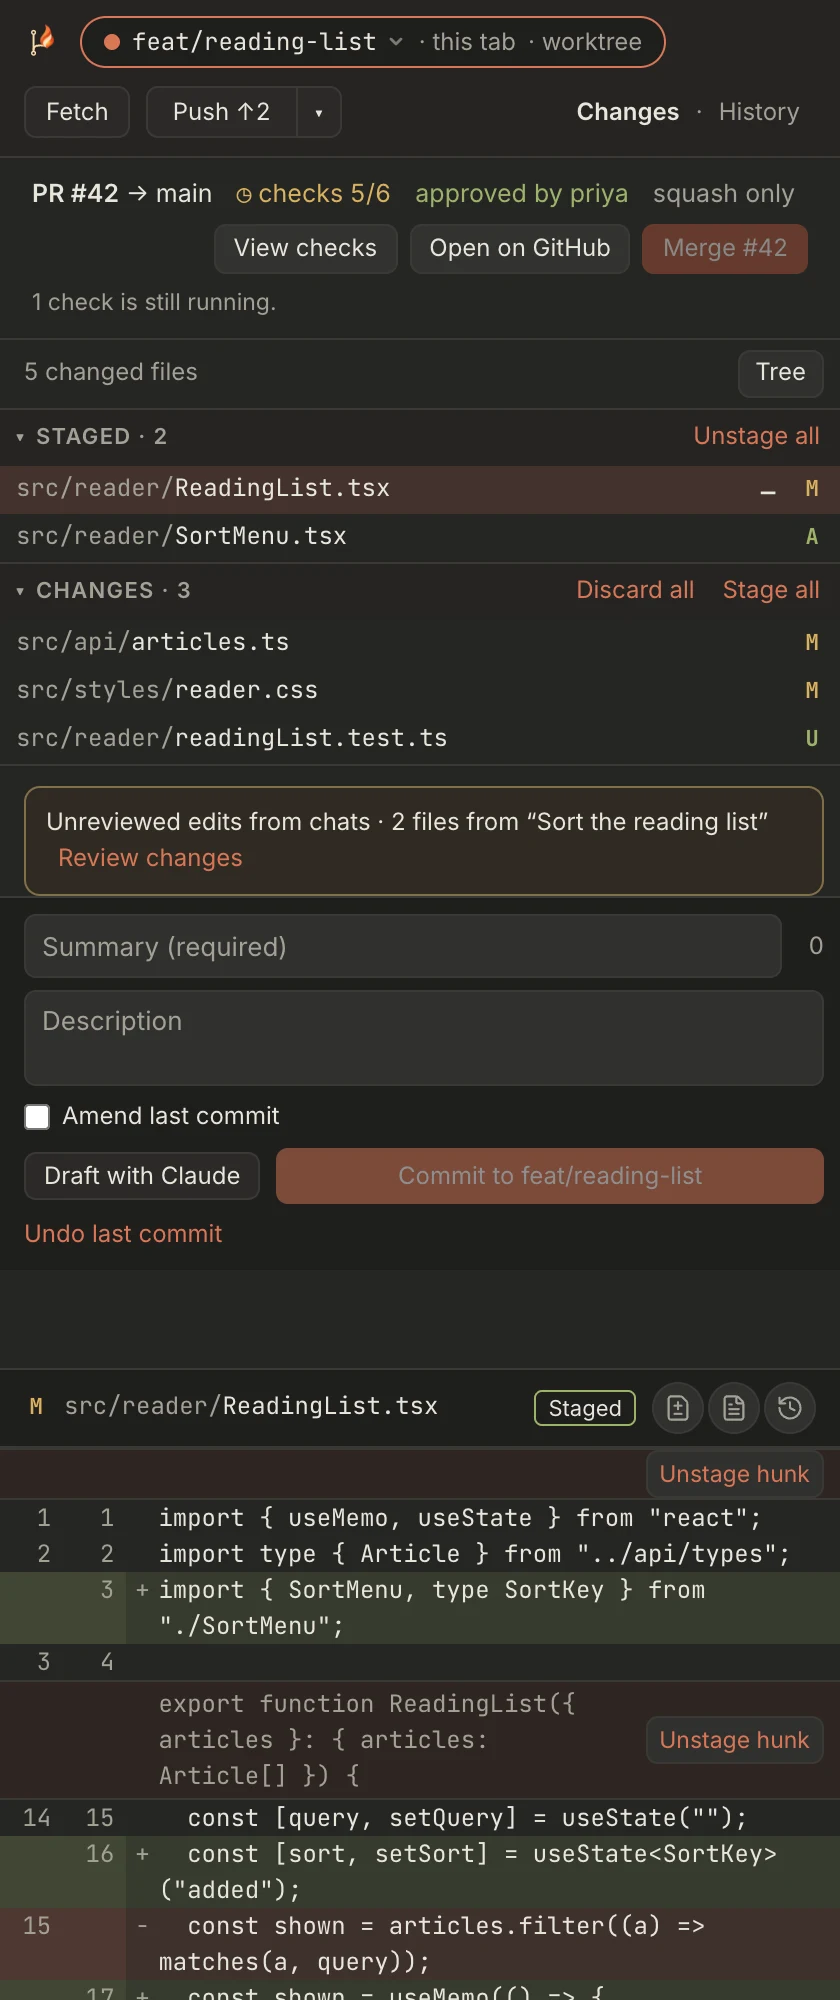 feat/reading-list · this tab · worktree
Fetch Push ↑2 ▾ Changes · History
PR #42 → main ◷ checks 5/6 approved by priya squash only
View checks Open on GitHub Merge #42
1 check is still running.
5 changed files Tree
▾ STAGED · 2 Unstage all
src/reader/ReadingList.tsx – M
src/reader/SortMenu.tsx A
▾ CHANGES · 3 Discard all Stage all
src/api/articles.ts M
src/styles/reader.css M
src/reader/readingList.test.ts U
Unreviewed edits from chats · 2 files from “Sort the reading list”
Review changes
Summary (required) 0
Description
Amend last commit
Draft with Claude Commit to feat/reading-list
Undo last commit
M src/reader/ReadingList.tsx Staged
Unstage hunk
1 1 import { useMemo, useState } from "react";
2 2 import type { Article } from "../api/types";
3 + import { SortMenu, type SortKey } from
"./SortMenu";
3 4
export function ReadingList({
articles }: { articles: Unstage hunk
Article[] }) {
14 15 const [query, setQuery] = useState("");
16 + const [sort, setSort] = useState<SortKey>
("added");
15 - const shown = articles.filter((a) =>
matches(a, query));
17 + const shown = useMemo(() => {